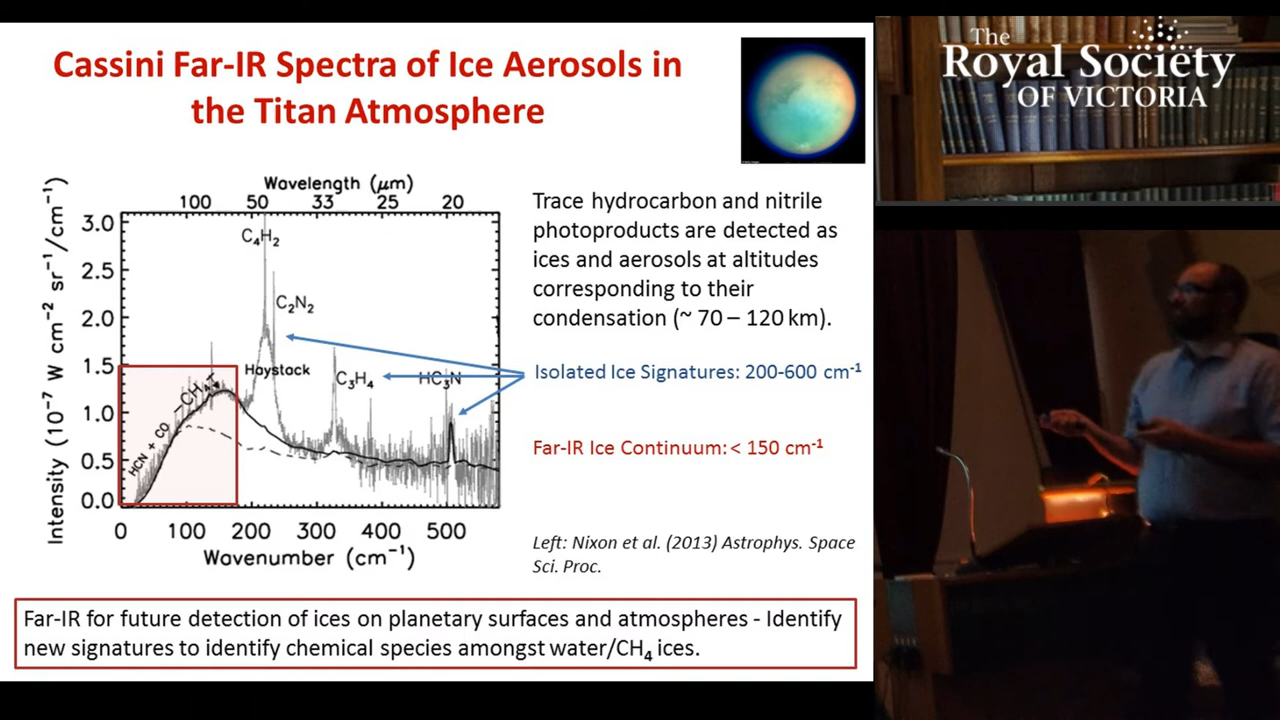 Cassini Far-IR Spectra of Ice Aerosols in
the Titan Atmosphere
The
Royal Society
OF VICTORIA
Wavelength (μm)
100 50 33 25 20
Intensity (10⁻⁷ W cm⁻² sr⁻¹/cm⁻¹)
3.0
2.5
2.0
1.5
1.0
0.5
0.0
C₄H₂
C₂N₂
Haystack
C₃H₄
HC₃N
HCN + CO
0 100 200 300 400 500
Wavenumber (cm⁻¹)
Trace hydrocarbon and nitrile
photoproducts are detected as
ices and aerosols at altitudes
corresponding to their
condensation (~ 70 – 120 km).
Isolated Ice Signatures: 200-600 cm⁻¹
Far-IR Ice Continuum: < 150 cm⁻¹
Left: Nixon et al. (2013) Astrophys. Space
Sci. Proc.
Far-IR for future detection of ices on planetary surfaces and atmospheres - Identify
new signatures to identify chemical species amongst water/CH₄ ices.